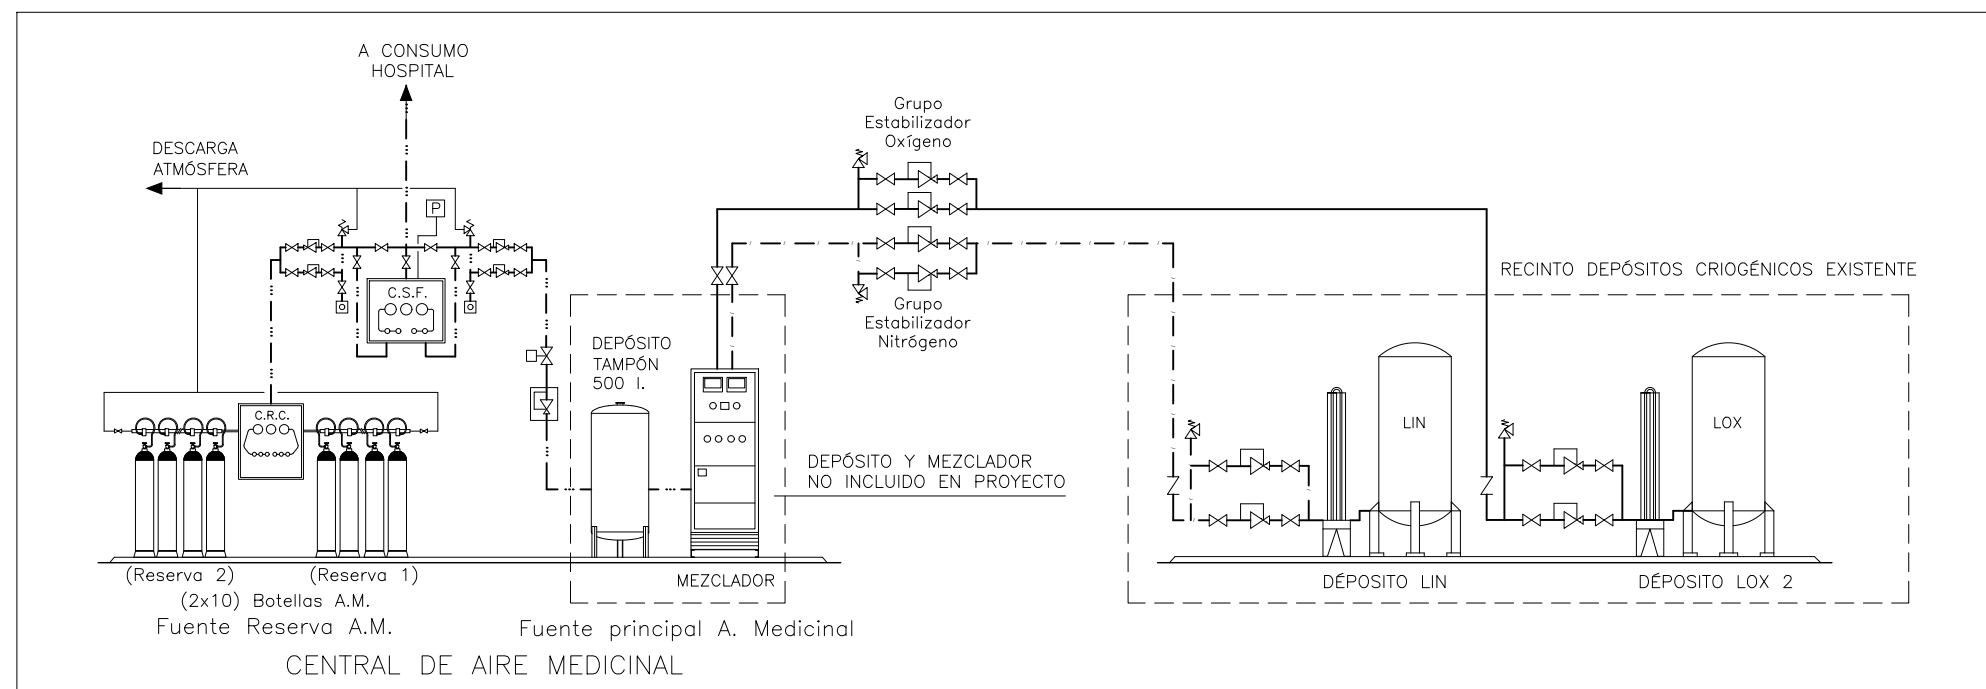 A CONSUMO
HOSPITAL
DESCARGA
ATMÓSFERA
P
C.S.F.
C.R.C.
Grupo
Estabilizador
Oxígeno
Grupo
Estabilizador
Nitrógeno
RECINTO DEPÓSITOS CRIOGÉNICOS EXISTENTE
DEPÓSITO
TAMPÓN
500 l.
LIN
LOX
DEPÓSITO Y MEZCLADOR
NO INCLUIDO EN PROYECTO
(Reserva 2)
(Reserva 1)
MEZCLADOR
DÉPOSITO LIN
DÉPOSITO LOX 2
(2x10) Botellas A.M.
Fuente Reserva A.M.
Fuente principal A. Medicinal
CENTRAL DE AIRE MEDICINAL